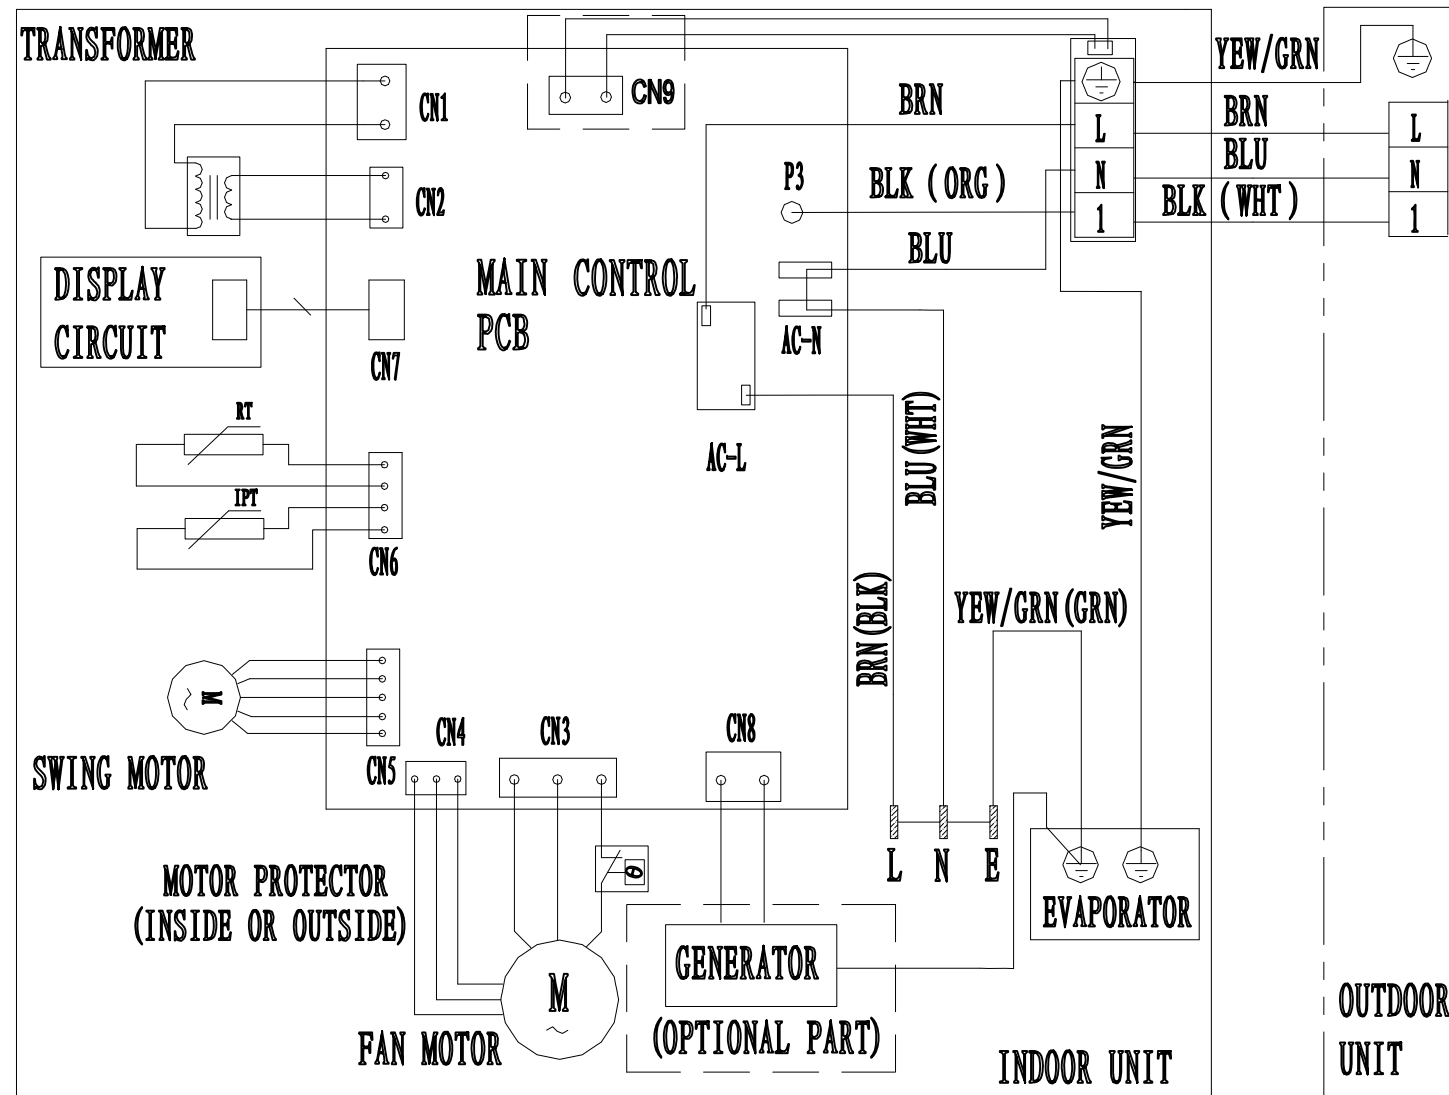 TRANSFORMER
CN1
CN9
CN2
BRN
P3
BLK (ORG)
BLU
L
N
1
YEW/GRN
BRN
BLU
BLK (WHT)
L
N
1
DISPLAY
CIRCUIT
CN7
MAIN CONTROL
PCB
AC-N
AC-L
RT
IPT
CN6
BLU (WHT)
YEW/GRN
BRN (BLK)
YEW/GRN (GRN)
M
~
SWING MOTOR
CN5
CN4
CN3
CN8
L N E
θ
MOTOR PROTECTOR
(INSIDE OR OUTSIDE)
M
~
FAN MOTOR
GENERATOR
(OPTIONAL PART)
EVAPORATOR
INDOOR UNIT
OUTDOOR
UNIT